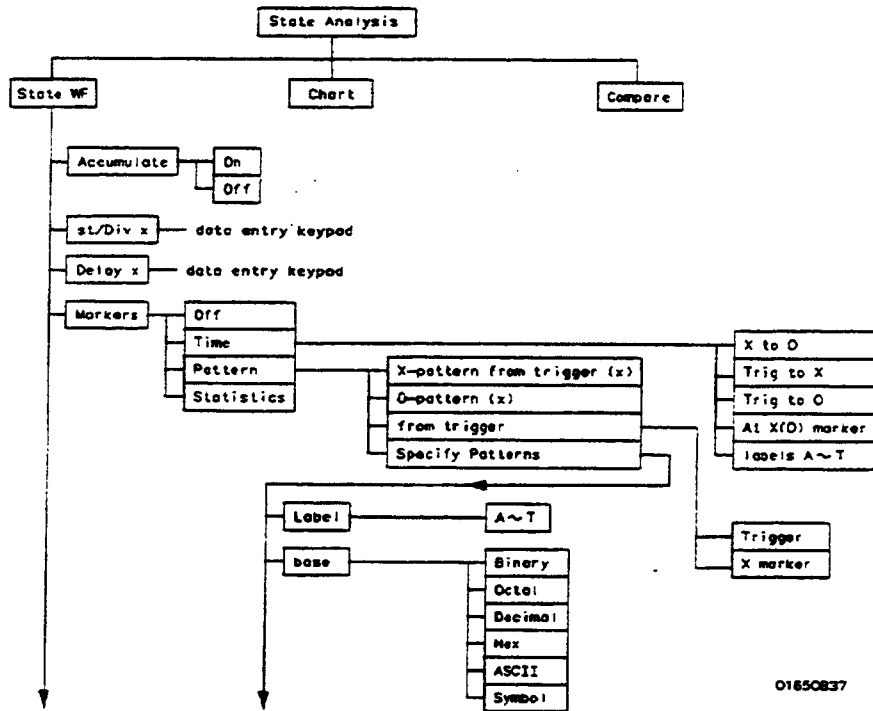 State Analysis
State WF
Chart
Compare
Accumulate
On
Off
st/Div x
data entry keypad
Delay x
data entry keypad
Markers
Off
Time
Pattern
Statistics
X to O
Trig to X
Trig to O
At X(O) marker
labels A~T
X-pattern from trigger (x)
O-pattern (x)
from trigger
Specify Patterns
Trigger
X marker
Label
A~T
base
Binary
Octal
Decimal
Hex
ASCII
Symbol
01650B37